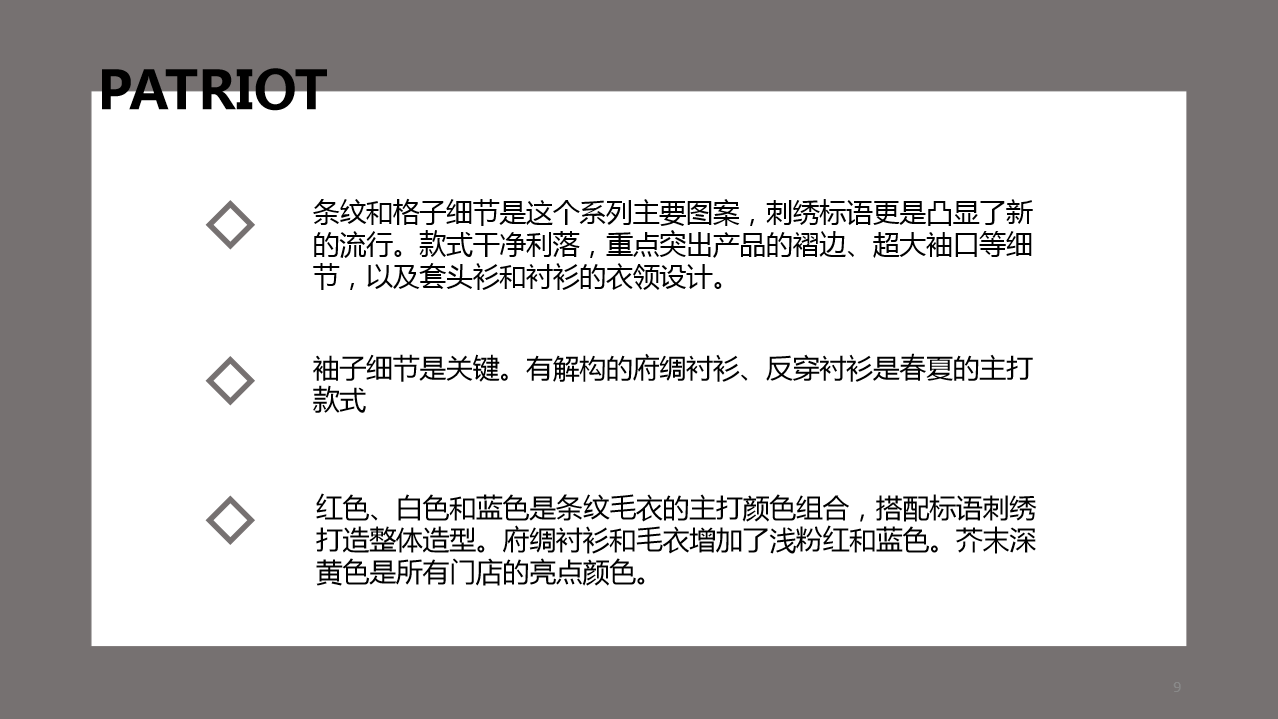 PATRIOT
条纹和格子细节是这个系列主要图案，刺绣标语更是凸显了新
的流行。款式干净利落，重点突出产品的褶边、超大袖口等细
节，以及套头衫和衬衫的衣领设计。
袖子细节是关键。有解构的府绸衬衫、反穿衬衫是春夏的主打
款式
红色、白色和蓝色是条纹毛衣的主打颜色组合，搭配标语刺绣
打造整体造型。府绸衬衫和毛衣增加了浅粉红和蓝色。芥末深
黄色是所有门店的亮点颜色。
9